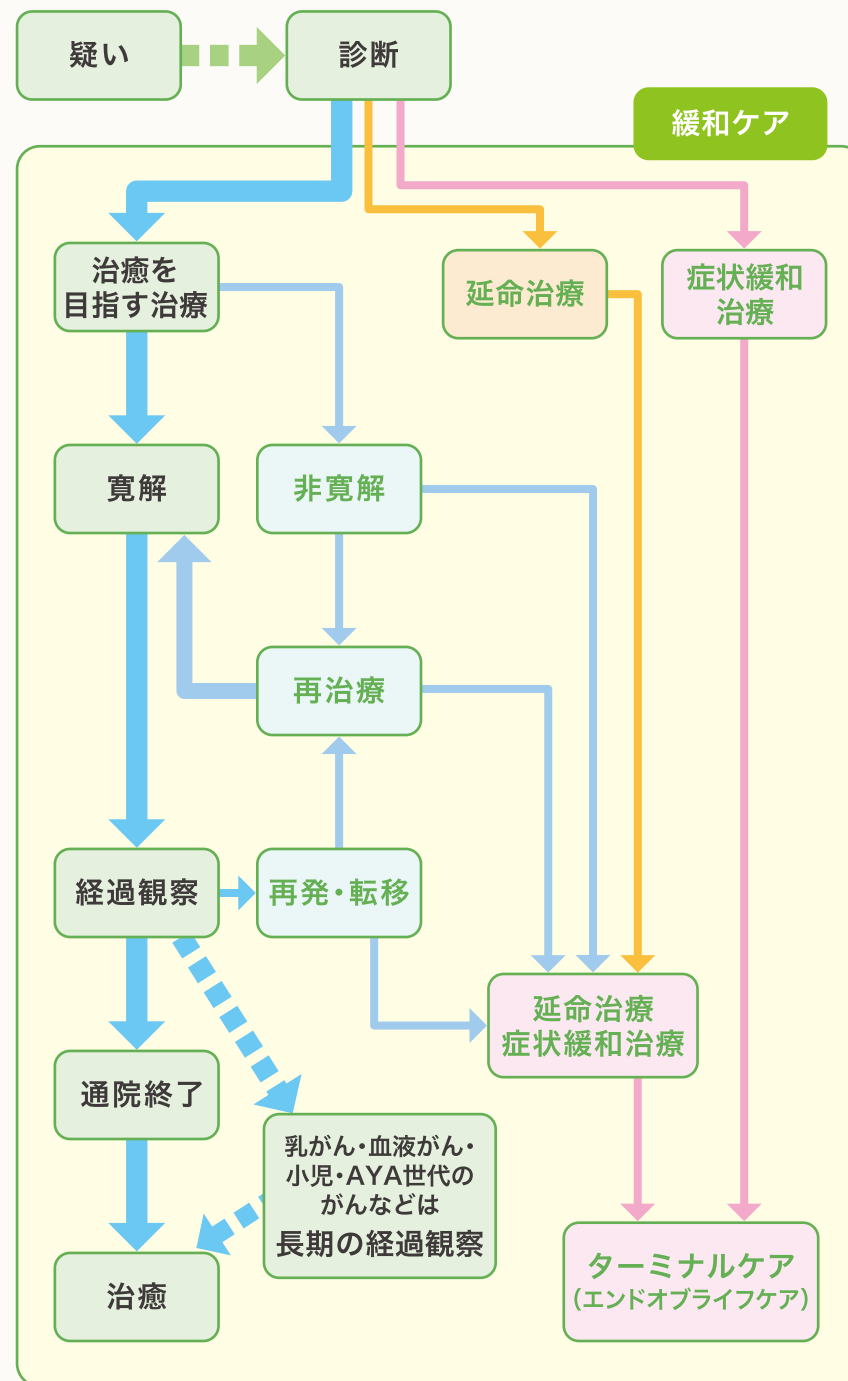 疑い
診断
緩和ケア
治癒を
目指す治療
延命治療
症状緩和
治療
寛解
非寛解
再治療
経過観察
再発・転移
延命治療
症状緩和治療
通院終了
乳がん・血液がん・
小児・AYA世代の
がんなどは
長期の経過観察
治癒
ターミナルケア
(エンドオブライフケア)